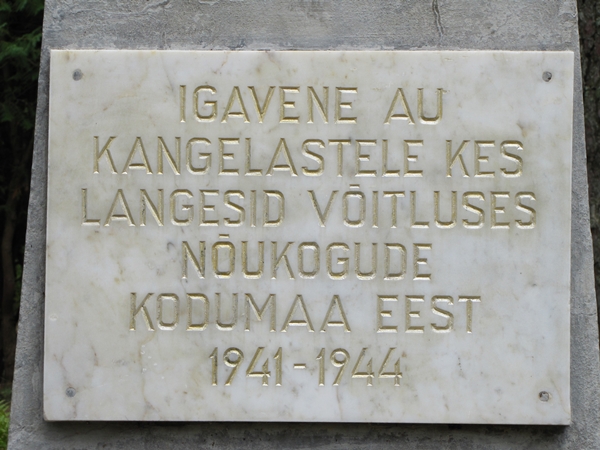 IGAVENE AU
KANGELASTELE KES
LANGESID VÕITLUSES
NÕUKOGUDE
KODUMAA EEST
1941-1944